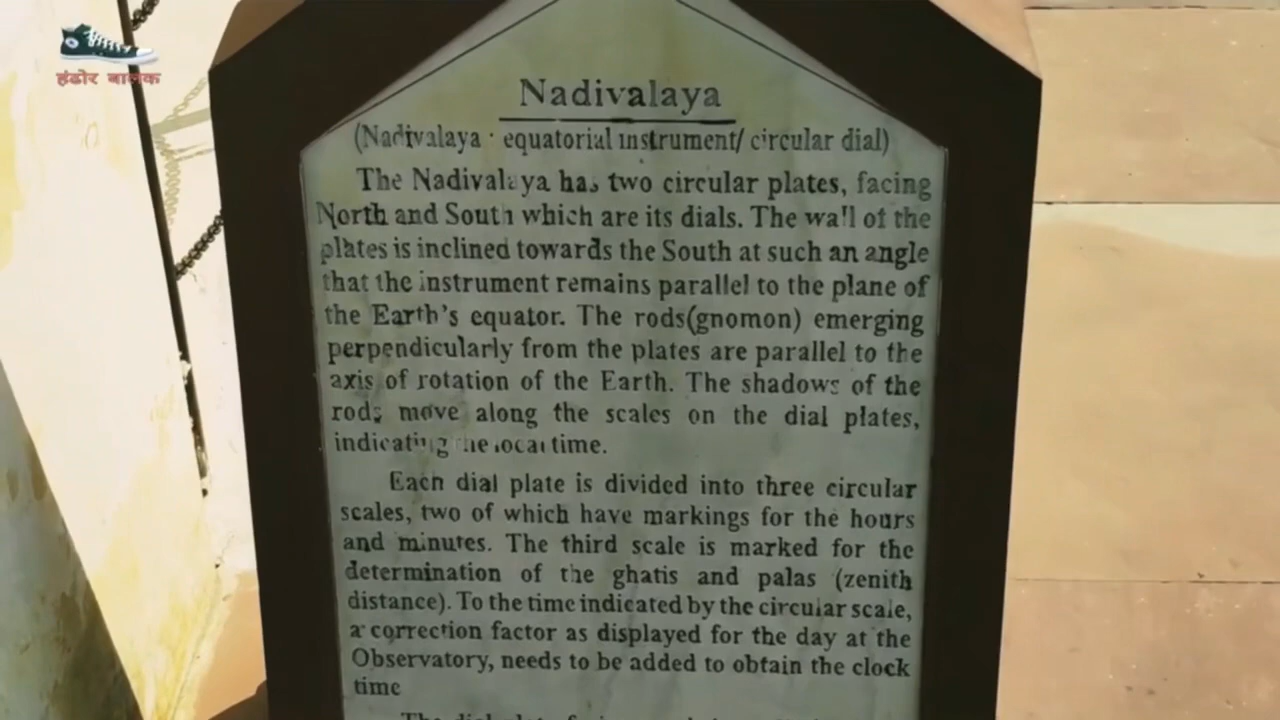 हंडोर बालक
Nadivalaya
(Nadivalaya · equatorial instrument/ circular dial)
The Nadivalaya has two circular plates, facing
North and South which are its dials. The wall of the
plates is inclined towards the South at such an angle
that the instrument remains parallel to the plane of
the Earth's equator. The rods(gnomon) emerging
perpendicularly from the plates are parallel to the
axis of rotation of the Earth. The shadows of the
rods move along the scales on the dial plates,
indicating the local time.
Each dial plate is divided into three circular
scales, two of which have markings for the hours
and minutes. The third scale is marked for the
determination of the ghatis and palas (zenith
distance). To the time indicated by the circular scale,
a correction factor as displayed for the day at the
Observatory, needs to be added to obtain the clock
time
The dial plate